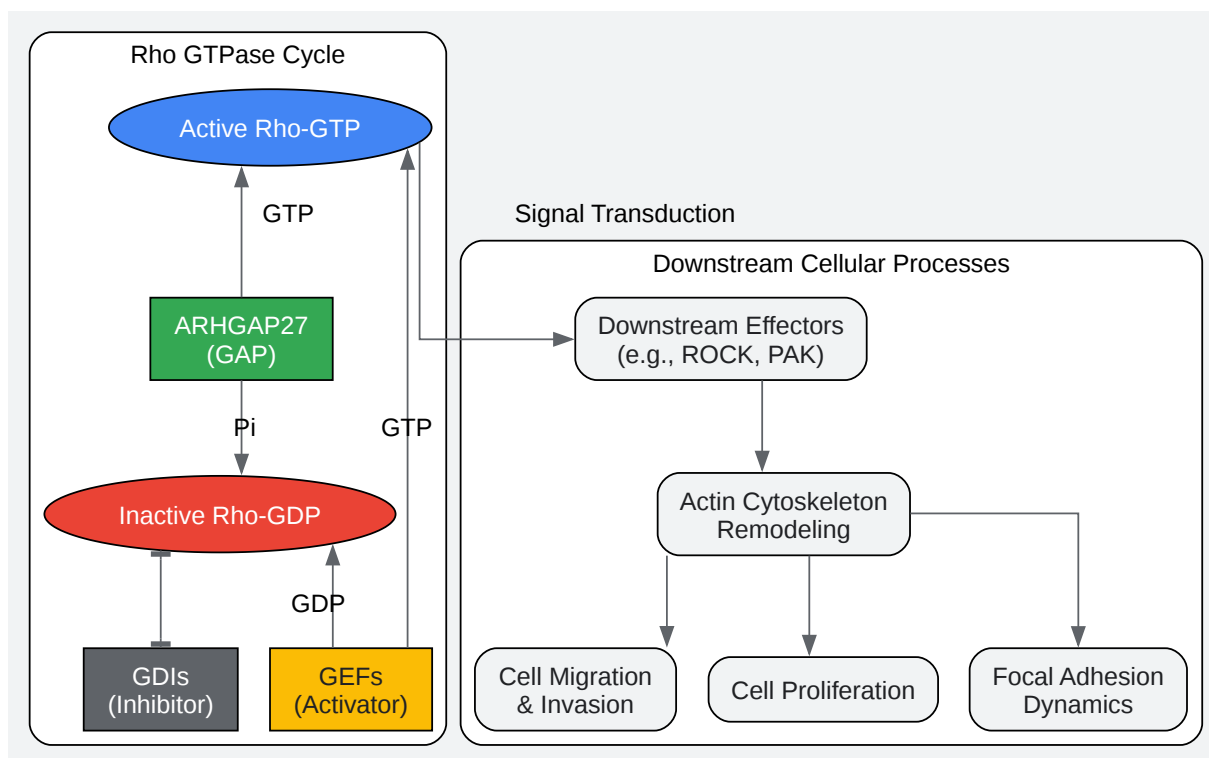 Rho GTPase Cycle
Active Rho-GTP
GTP
Signal Transduction
Downstream Cellular Processes
ARHGAP27
(GAP)
Downstream Effectors
(e.g., ROCK, PAK)
Pi
GTP
Inactive Rho-GDP
Actin Cytoskeleton
Remodeling
GDP
GDIs
(Inhibitor)
GEFs
(Activator)
Cell Migration
& Invasion
Cell Proliferation
Focal Adhesion
Dynamics